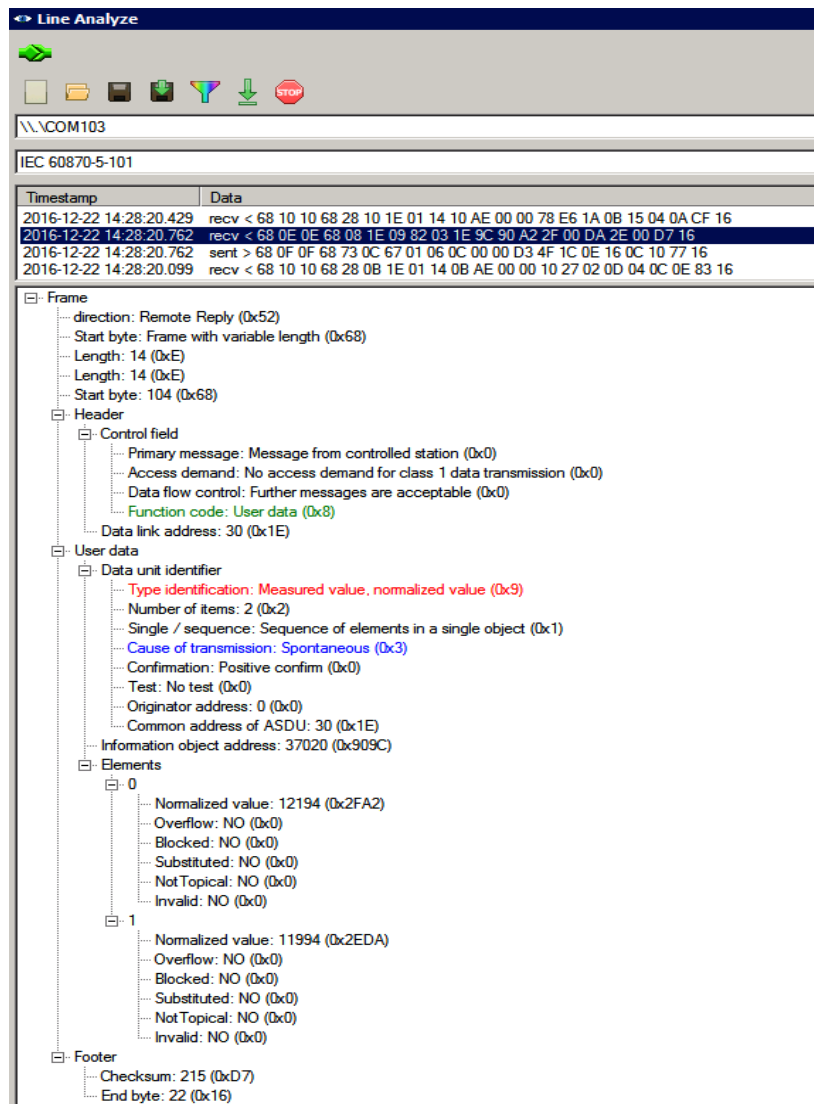 Line Analyze
STOP
\\.\COM103
IEC 60870-5-101
Timestamp Data
2016-12-22 14:28:20.429 recv < 68 10 10 68 28 10 1E 01 14 10 AE 00 00 78 E6 1A 0B 15 04 0A CF 16
2016-12-22 14:28:20.762 recv < 68 0E 0E 68 08 1E 09 82 03 1E 9C 90 A2 2F 00 DA 2E 00 D7 16
2016-12-22 14:28:20.762 sent > 68 0F 0F 68 73 0C 67 01 06 0C 00 00 D3 4F 1C 0E 16 0C 10 77 16
2016-12-22 14:28:20.099 recv < 68 10 10 68 28 0B 1E 01 14 0B AE 00 00 10 27 02 0D 04 0C 0E 83 16
Frame
direction: Remote Reply (0x52)
Start byte: Frame with variable length (0x68)
Length: 14 (0xE)
Length: 14 (0xE)
Start byte: 104 (0x68)
Header
Control field
Primary message: Message from controlled station (0x0)
Access demand: No access demand for class 1 data transmission (0x0)
Data flow control: Further messages are acceptable (0x0)
Function code: User data (0x8)
Data link address: 30 (0x1E)
User data
Data unit identifier
Type identification: Measured value, normalized value (0x9)
Number of items: 2 (0x2)
Single / sequence: Sequence of elements in a single object (0x1)
Cause of transmission: Spontaneous (0x3)
Confirmation: Positive confirm (0x0)
Test: No test (0x0)
Originator address: 0 (0x0)
Common address of ASDU: 30 (0x1E)
Information object address: 37020 (0x909C)
Elements
0
Normalized value: 12194 (0x2FA2)
Overflow: NO (0x0)
Blocked: NO (0x0)
Substituted: NO (0x0)
NotTopical: NO (0x0)
Invalid: NO (0x0)
1
Normalized value: 11994 (0x2EDA)
Overflow: NO (0x0)
Blocked: NO (0x0)
Substituted: NO (0x0)
NotTopical: NO (0x0)
Invalid: NO (0x0)
Footer
Checksum: 215 (0xD7)
End byte: 22 (0x16)